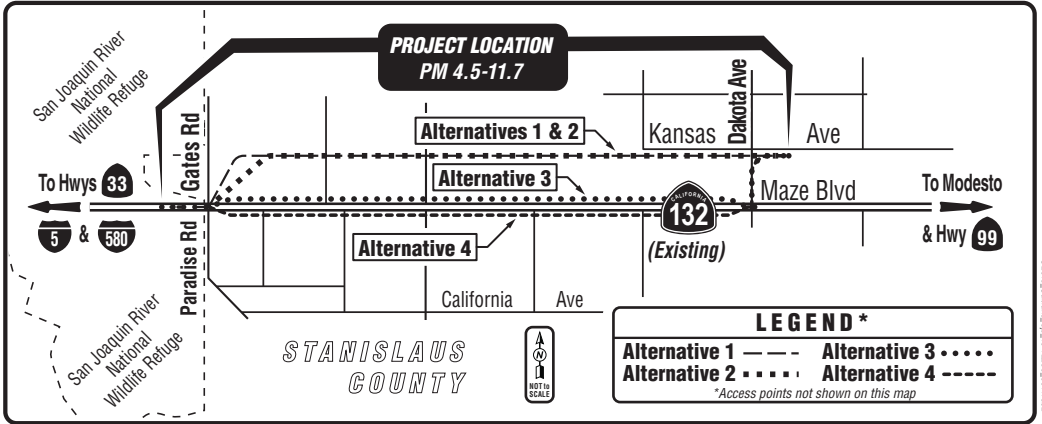 PROJECT LOCATION
PM 4.5-11.7
San Joaquin River
National
Wildlife Refuge
Gates Rd
Alternatives 1 & 2
Kansas
Ave
Dakota Ave
Alternative 3
To Hwys 33
5 & 580
CALIFORNIA
132
(Existing)
Maze Blvd
To Modesto
& Hwy 99
Alternative 4
Paradise Rd
California Ave
San Joaquin River
National
Wildlife Refuge
STANISLAUS
COUNTY
N
NOT to
SCALE
LEGEND*
Alternative 1
Alternative 3
Alternative 2
Alternative 4
*Access points not shown on this map